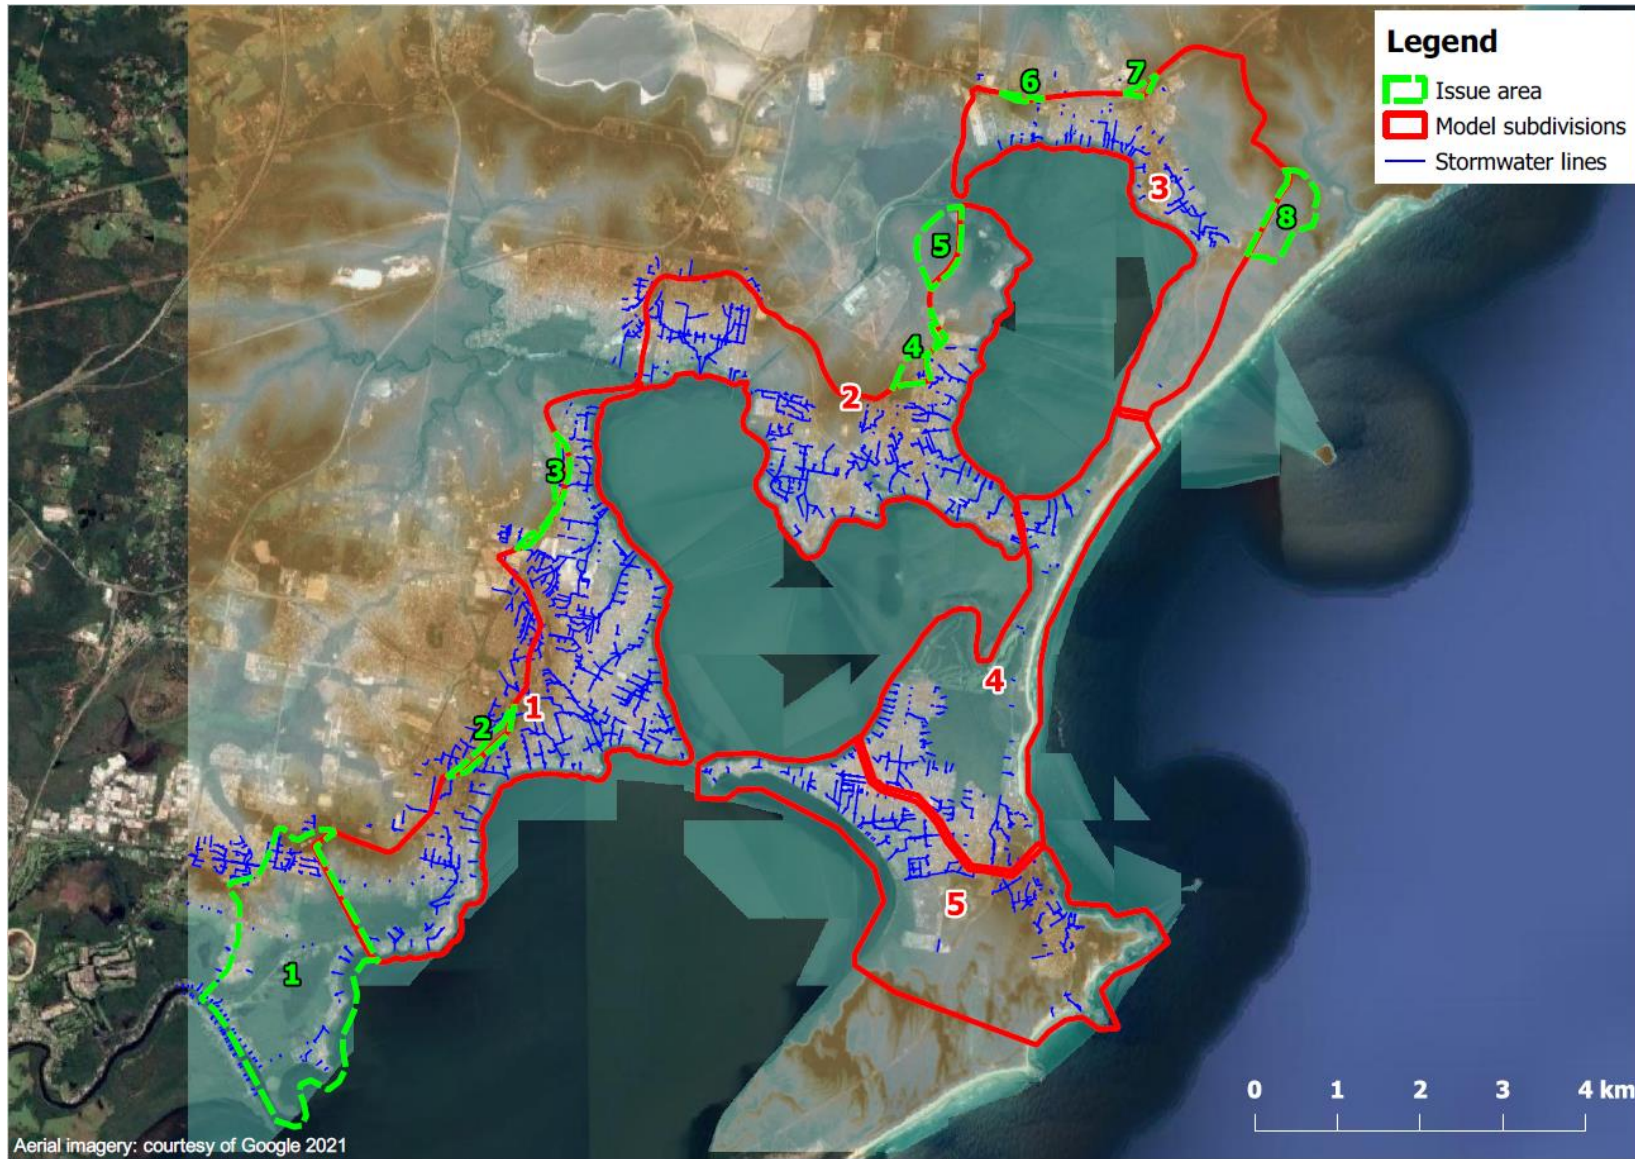 Legend
Issue area
Model subdivisions
Stormwater lines
6
7
3
8
5
4
2
3
4
2
1
5
1
0 1 2 3 4 km
Aerial imagery: courtesy of Google 2021